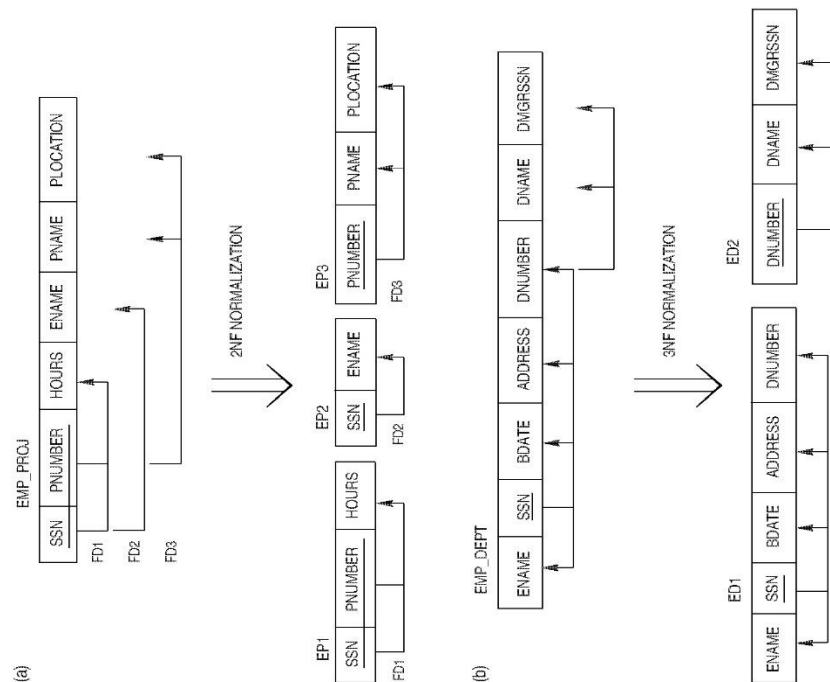 (a)
EMP_PROJ
SSN PNUMBER HOURS ENAME PNAME PLOCATION
FD1
FD2
FD3
2NF NORMALIZATION
EP1 EP2 EP3
SSN PNUMBER HOURS SSN ENAME PNUMBER PNAME PLOCATION
FD1 FD2 FD3
(b)
EMP_DEPT
ENAME SSN BDATE ADDRESS DNUMBER DNAME DMGRSSN
3NF NORMALIZATION
ED1 ED2
ENAME SSN BDATE ADDRESS DNUMBER DNUMBER DNAME DMGRSSN